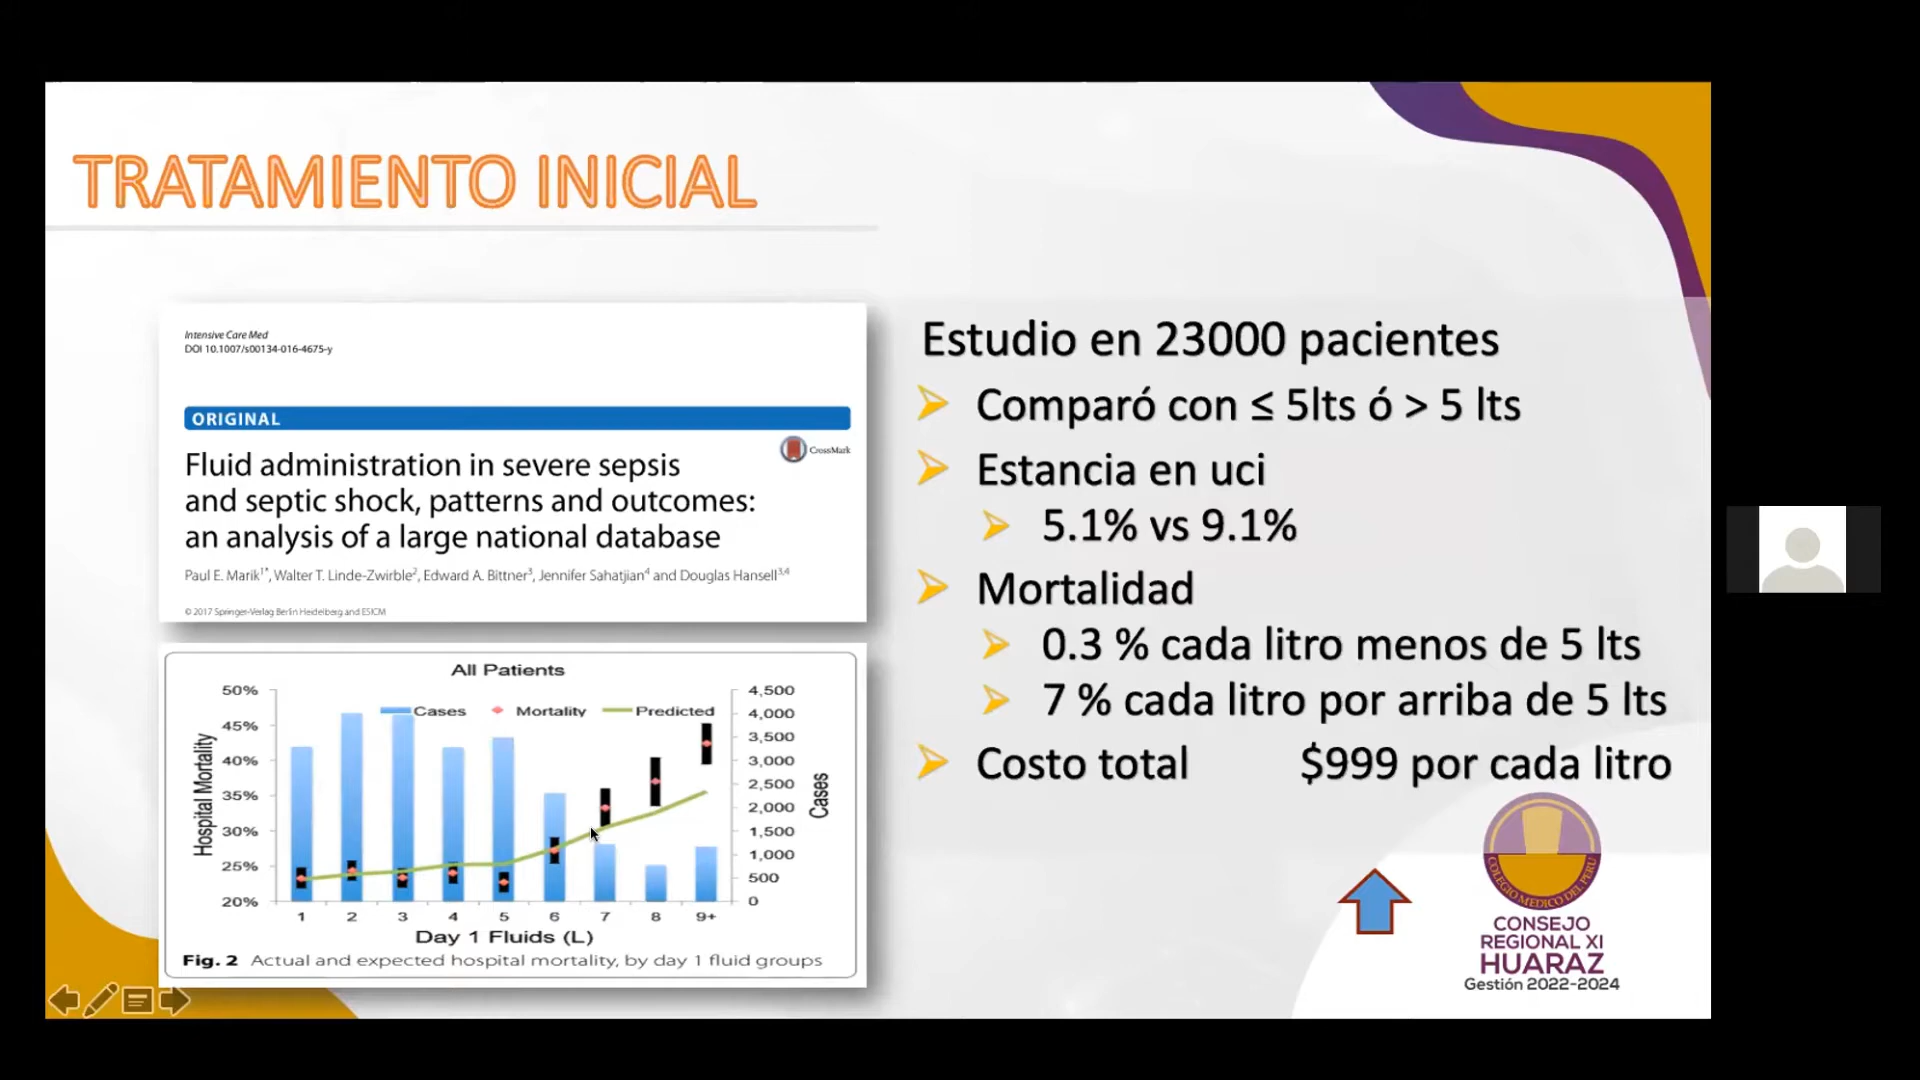 TRATAMIENTO INICIAL
Intensive Care Med
DOI 10.1007/s00134-016-4675-y
ORIGINAL
CrossMark
Fluid administration in severe sepsis
and septic shock, patterns and outcomes:
an analysis of a large national database
Paul E. Marik1*, Walter T. Linde-Zwirble2, Edward A. Bittner3, Jennifer Sahatjian4 and Douglas Hansell3,4
© 2017 Springer-Verlag Berlin Heidelberg and ESICM
All Patients
Cases Mortality Predicted
Hospital Mortality
50%
45%
40%
35%
30%
25%
20%
4,500
4,000
3,500
3,000
2,500
2,000
1,500
1,000
500
0
Cases
1 2 3 4 5 6 7 8 9+
Day 1 Fluids (L)
Fig. 2 Actual and expected hospital mortality, by day 1 fluid groups
Estudio en 23000 pacientes
Comparó con ≤ 5lts ó > 5 lts
Estancia en uci
5.1% vs 9.1%
Mortalidad
0.3 % cada litro menos de 5 lts
7 % cada litro por arriba de 5 lts
Costo total $999 por cada litro
COLEGIO MEDICO DEL PERU
CONSEJO
REGIONAL XI
HUARAZ
Gestión 2022-2024